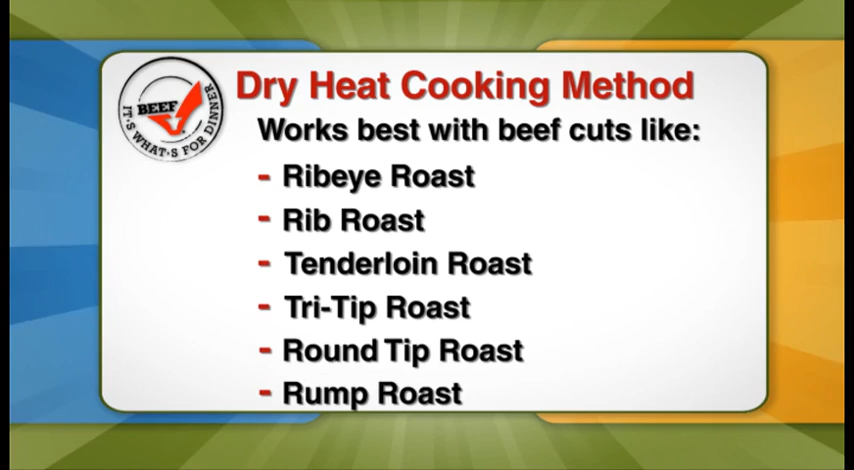 BEEF
IT'S WHAT'S FOR DINNER
Dry Heat Cooking Method
Works best with beef cuts like:
- Ribeye Roast
- Rib Roast
- Tenderloin Roast
- Tri-Tip Roast
- Round Tip Roast
- Rump Roast